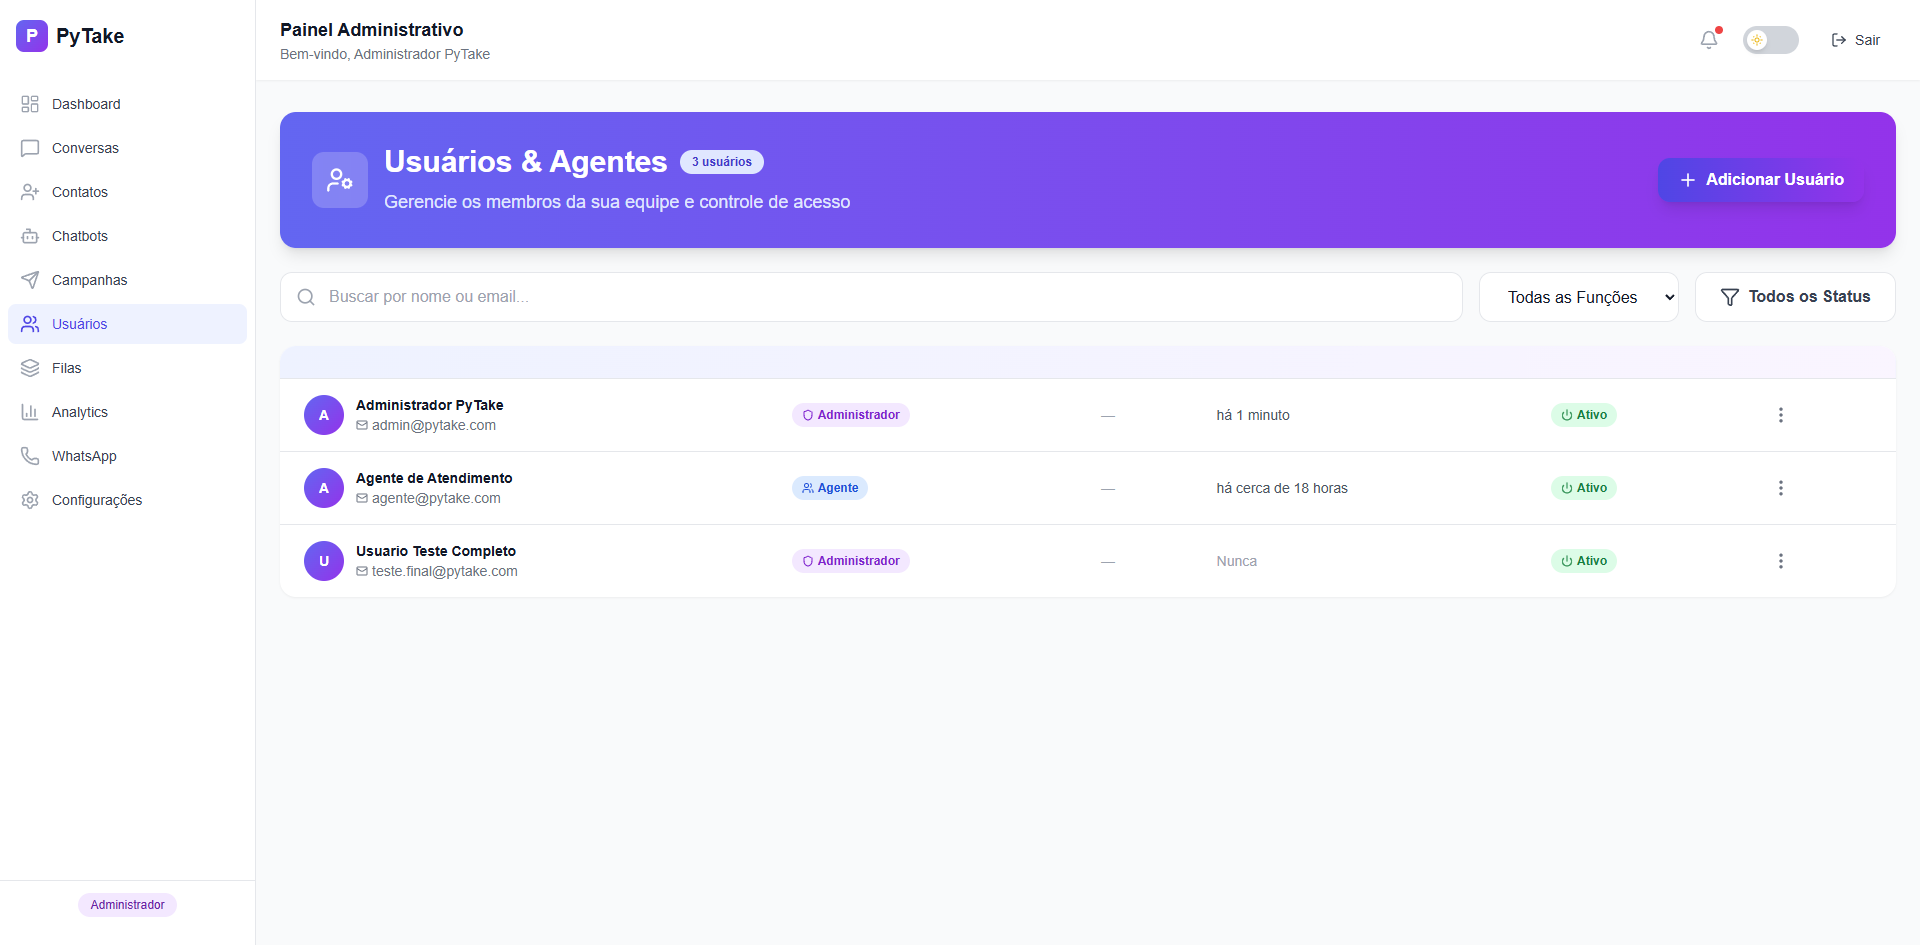 P PyTake
Dashboard
Conversas
Contatos
Chatbots
Campanhas
Usuários
Filas
Analytics
WhatsApp
Configurações
Administrador
Painel Administrativo
Bem-vindo, Administrador PyTake
Sair
Usuários & Agentes 3 usuários
Gerencie os membros da sua equipe e controle de acesso
Adicionar Usuário
Buscar por nome ou email...
Todas as Funções
Todos os Status
A Administrador PyTake
admin@pytake.com
Administrador — há 1 minuto Ativo
A Agente de Atendimento
agente@pytake.com
Agente — há cerca de 18 horas Ativo
U Usuario Teste Completo
teste.final@pytake.com
Administrador — Nunca Ativo